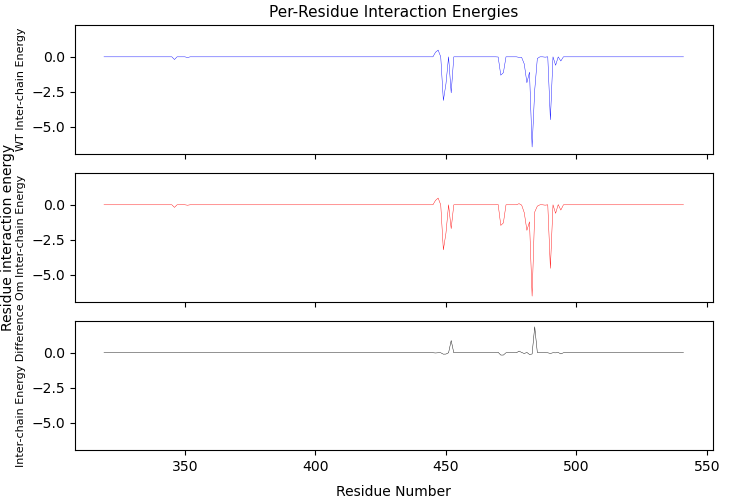 Per-Residue Interaction Energies
WT Inter-chain Energy
0.0
−2.5
−5.0
Residue interaction energy
Om Inter-chain Energy
0.0
−2.5
−5.0
Inter-chain Energy Difference
0.0
−2.5
−5.0
350 400 450 500 550
Residue Number